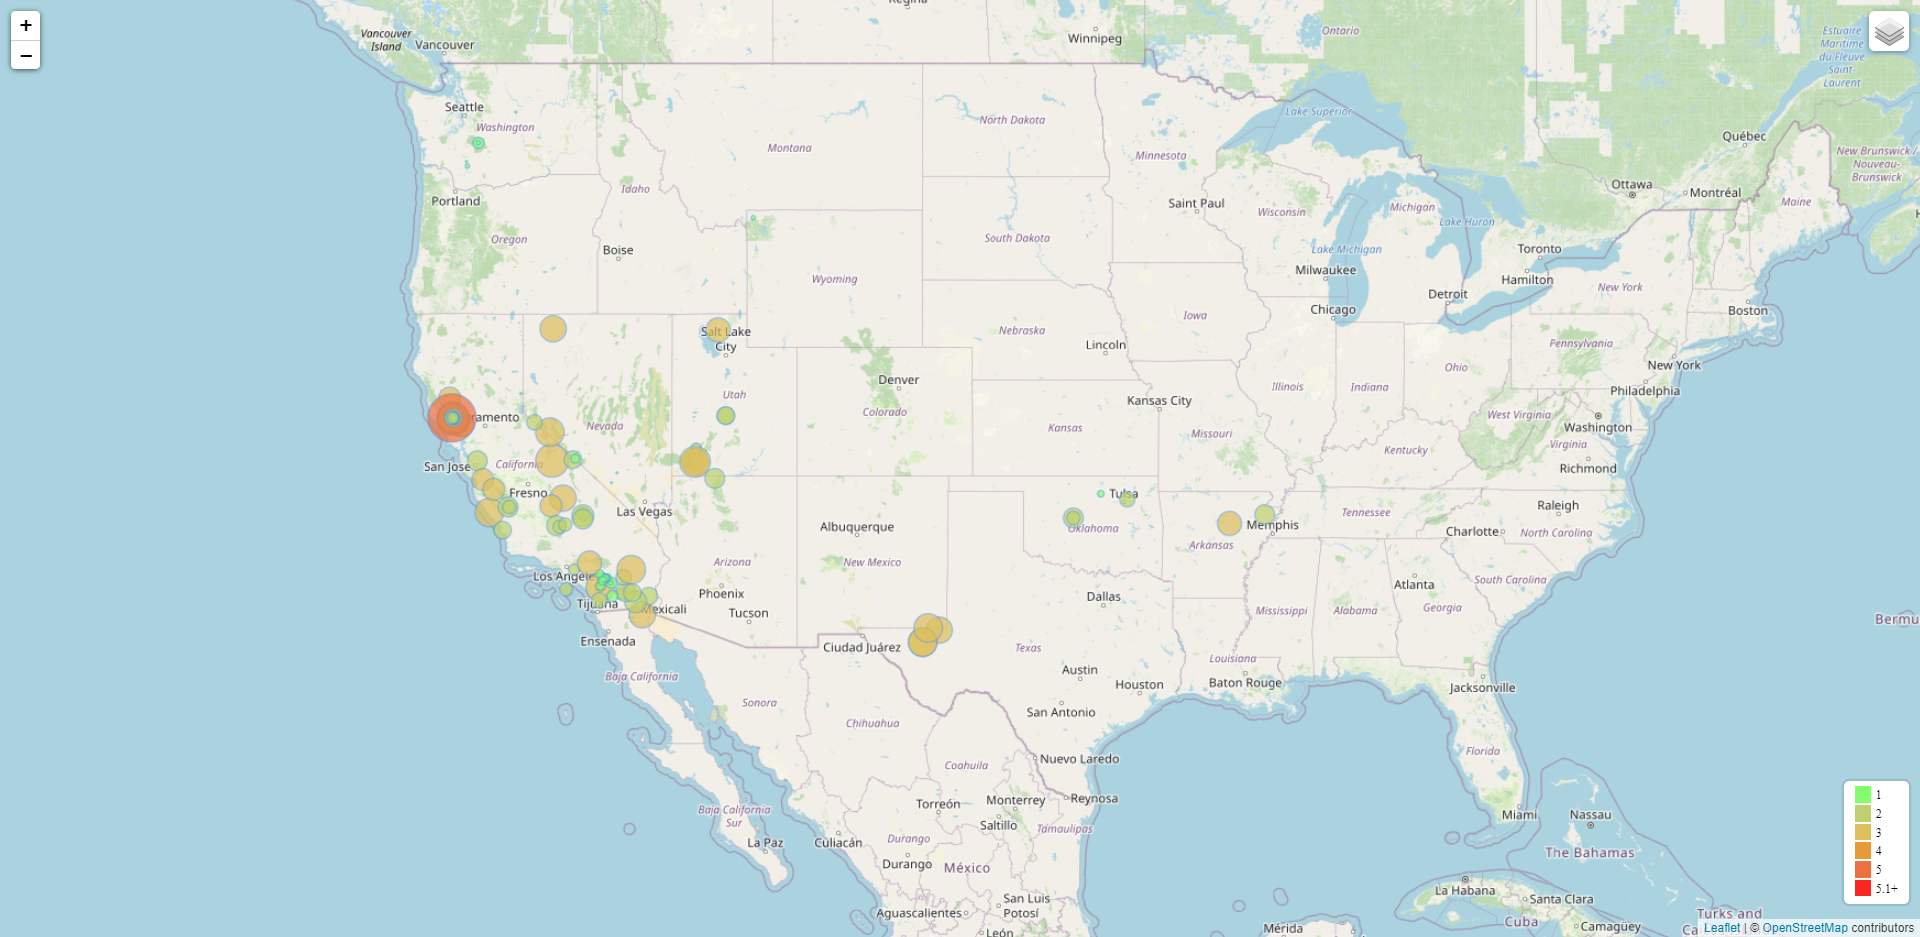 +
−
Vancouver
Island
Vancouver
Winnipeg
Ontario
Estuaire
Maritime
du Fleuve
Saint-
Laurent
Seattle
Washington
North Dakota
Lake Superior
Montana
Minnesota
Québec
New Brunswick /
Nouveau-
Brunswick
Idaho
Portland
Ottawa
Montréal
Saint Paul
Wisconsin
Michigan
Lake Huron
Maine
Oregon
Boise
South Dakota
Lake Michigan
Toronto
Milwaukee
Hamilton
Wyoming
Detroit
New York
Chicago
Boston
Iowa
Salt Lake
City
Nebraska
Lincoln
Pennsylvania
Ohio
New York
Denver
Illinois
Indiana
Philadelphia
Utah
Kansas City
Colorado
West Virginia
ramento
Nevada
Kansas
Missouri
Washington
Kentucky
Virginia
San Jose
California
Richmond
Fresno
Tulsa
Las Vegas
Raleigh
Tennessee
Albuquerque
Oklahoma
Memphis
Charlotte
North Carolina
Arkansas
Arizona
New Mexico
Los Angele
South Carolina
Atlanta
Phoenix
Dallas
Tijuana
Mexicali
Tucson
Mississippi
Alabama
Georgia
Bermu
Ensenada
Ciudad Juárez
Texas
Louisiana
Baja California
Austin
Houston
Baton Rouge
Jacksonville
Sonora
San Antonio
Chihuahua
Florida
Nuevo Laredo
Coahuila
Torreón
Monterrey
Reynosa
Baja California
Sur
Saltillo
Tamaulipas
Miami
Nassau
La Paz
Culiacán
Durango
Durango
México
The Bahamas
La Habana
Santa Clara
San Luis
Potosí
Aguascalientes
Cuba
Camagüey
Turks and
Ca
León
Mérida
1
2
3
4
5
5.1+
Leaflet | © OpenStreetMap contributors